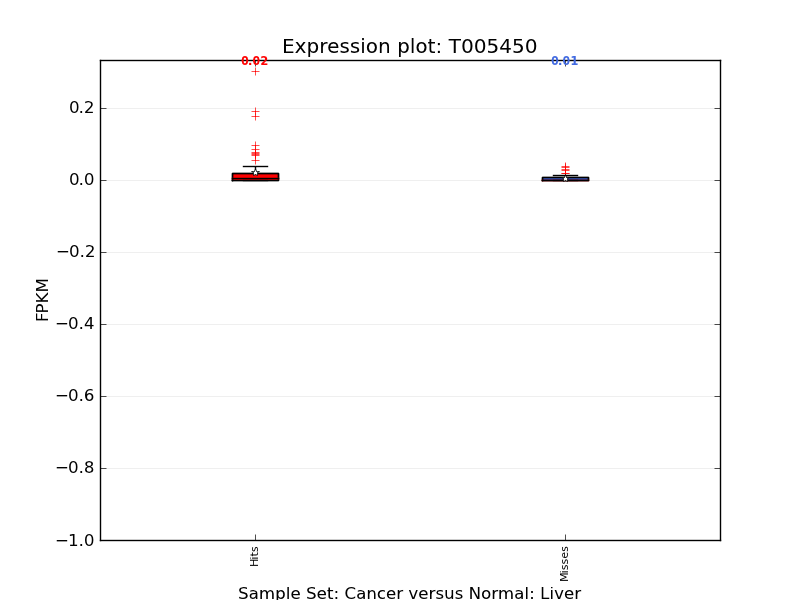 Expression plot: T005450
0.02 0.01
0.2
0.0
−0.2
−0.4
−0.6
−0.8
−1.0
FPKM
Hits
Misses
Sample Set: Cancer versus Normal: Liver